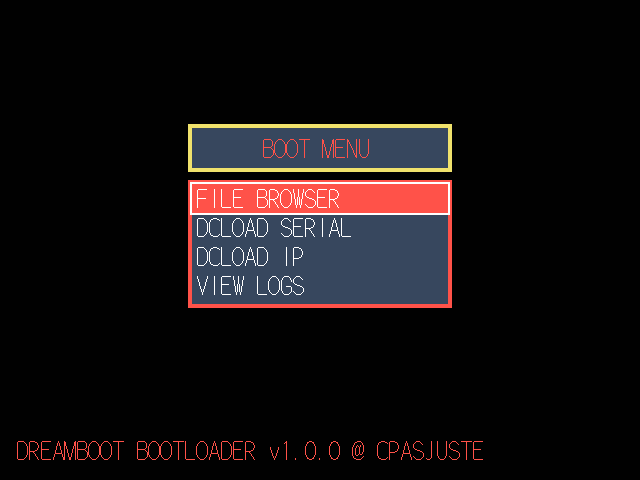 BOOT MENU
FILE BROWSER
DCLOAD SERIAL
DCLOAD IP
VIEW LOGS
DREAMBOOT BOOTLOADER v1.0.0 @ CPASJUSTE